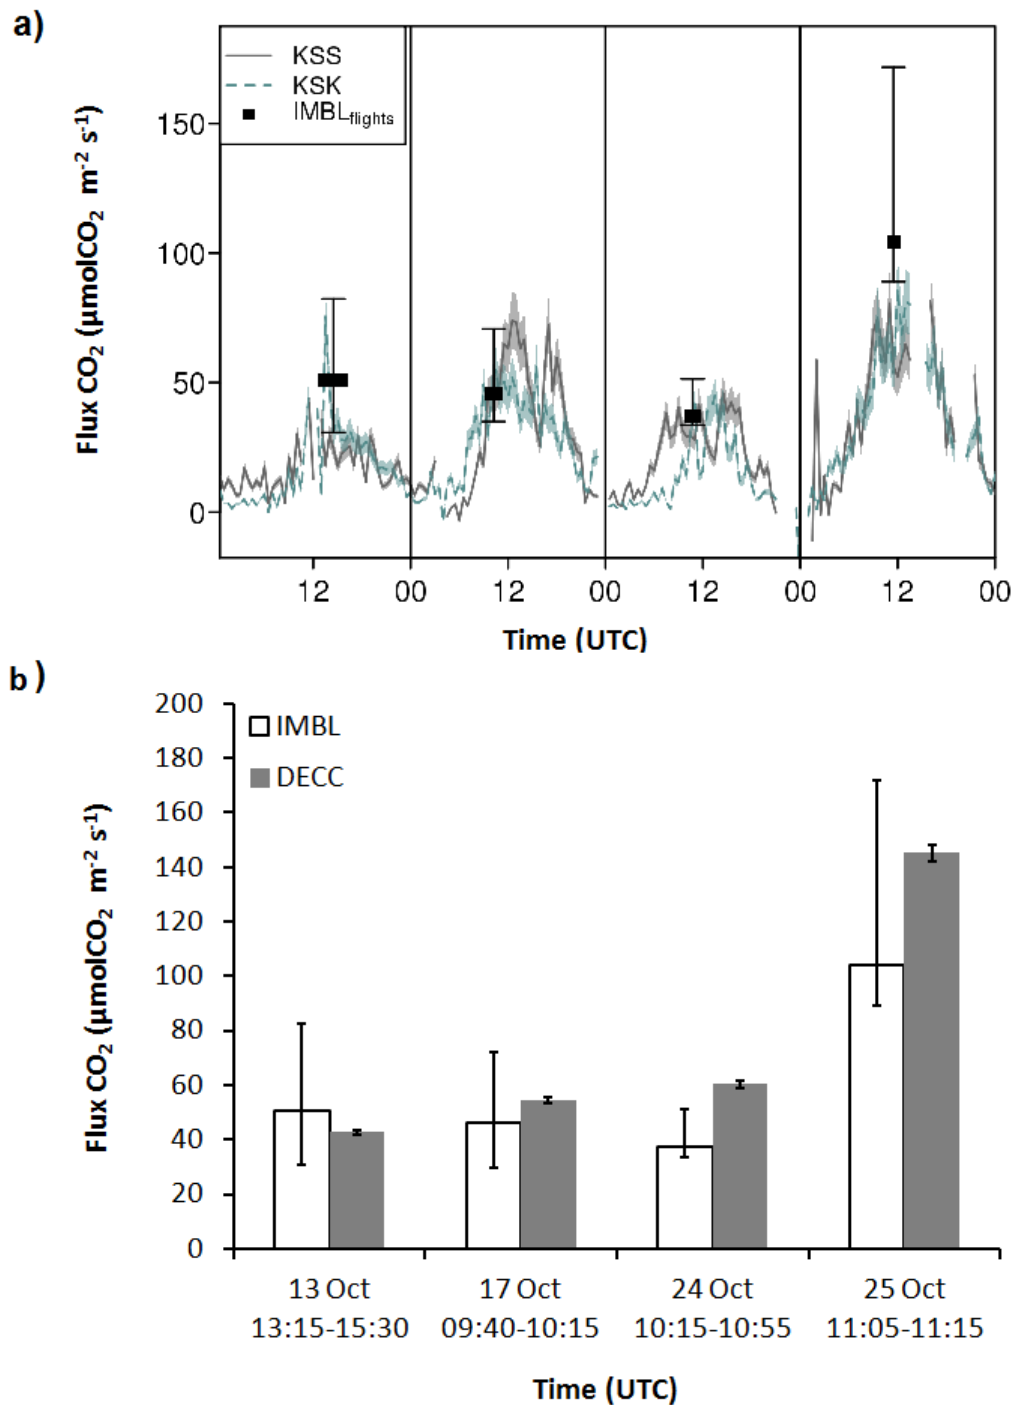 a)
KSS
KSK
IMBL_flights
Flux CO₂ (µmolCO₂ m⁻² s⁻¹)
150
100
50
0
12 00 12 00 12 00 12 00
Time (UTC)
b)
IMBL
DECC
Flux CO₂ (µmolCO₂ m⁻² s⁻¹)
200
180
160
140
120
100
80
60
40
20
0
13 Oct 17 Oct 24 Oct 25 Oct
13:15-15:30 09:40-10:15 10:15-10:55 11:05-11:15
Time (UTC)